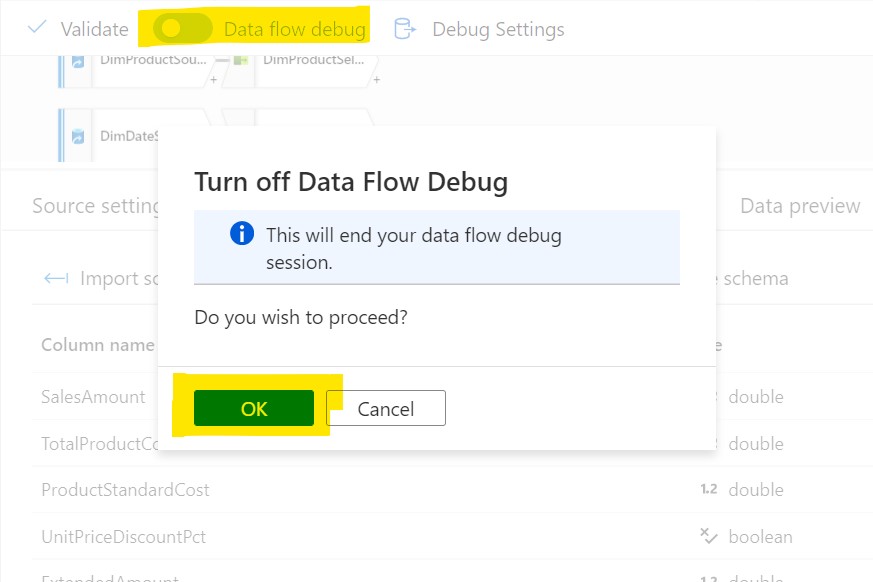 Validate Data flow debug Debug Settings
DimProductSou... DimProductSel...
+ +
DimDateS
Turn off Data Flow Debug
Source setting Data preview
This will end your data flow debug
session.
Import sc schema
Do you wish to proceed?
Column name
SalesAmount double
OK Cancel
TotalProductCo double
ProductStandardCost 1.2 double
UnitPriceDiscountPct boolean
ExtendedAmount 1.2 double